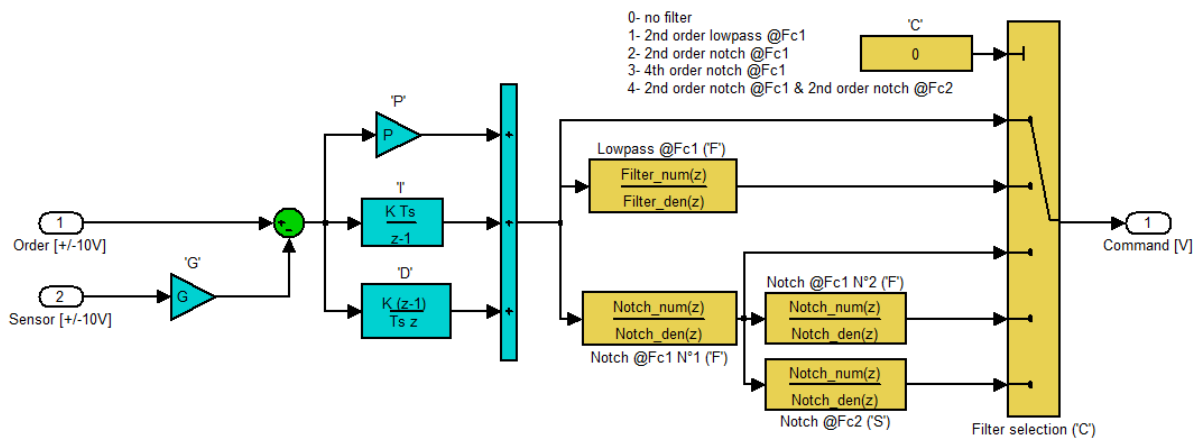 0- no filter
1- 2nd order lowpass @Fc1
2- 2nd order notch @Fc1
3- 4th order notch @Fc1
4- 2nd order notch @Fc1 & 2nd order notch @Fc2
'C'
0
'P'
P
Lowpass @Fc1 ('F')
Filter_num(z)
Filter_den(z)
'I'
K Ts
z-1
1
Order [+/-10V]
+
-
+
+
+
1
Command [V]
'G'
G
2
Sensor [+/-10V]
'D'
K (z-1)
Ts z
Notch_num(z)
Notch_den(z)
Notch @Fc1 N°1 ('F')
Notch @Fc1 N°2 ('F')
Notch_num(z)
Notch_den(z)
Notch_num(z)
Notch_den(z)
Notch @Fc2 ('S')
Filter selection ('C')